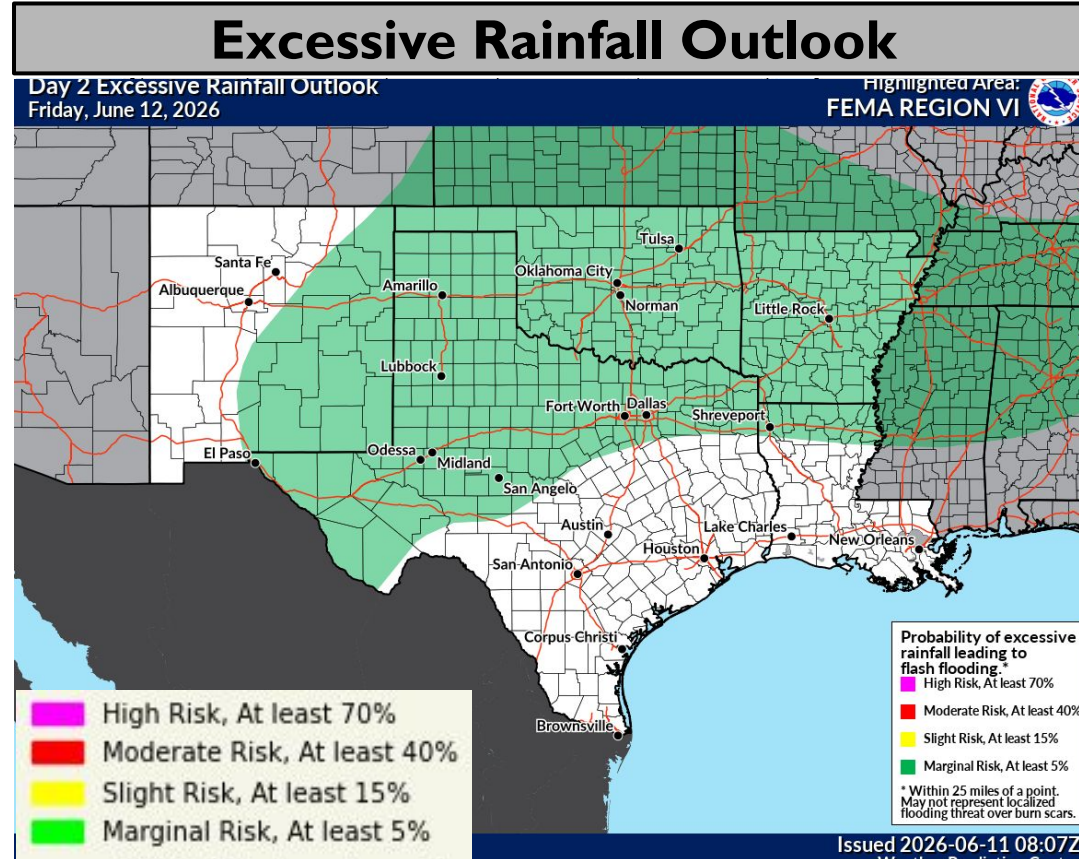 Excessive Rainfall Outlook
Day 2 Excessive Rainfall Outlook
Friday, June 12, 2026
Highlighted Area:
FEMA REGION VI
Tulsa
Santa Fe
Oklahoma City
Albuquerque
Amarillo
Norman
Little Rock
Lubbock
Fort Worth
Dallas
Shreveport
El Paso
Odessa
Midland
San Angelo
Austin
Lake Charles
New Orleans
Houston
San Antonio
Corpus Christi
Brownsville
Probability of excessive
rainfall leading to
flash flooding.*
High Risk, At least 70%
Moderate Risk, At least 40%
Slight Risk, At least 15%
Marginal Risk, At least 5%
* Within 25 miles of a point.
May not represent localized
flooding threat over burn scars.
High Risk, At least 70%
Moderate Risk, At least 40%
Slight Risk, At least 15%
Marginal Risk, At least 5%
Issued 2026-06-11 08:07Z
Weather Prediction Center